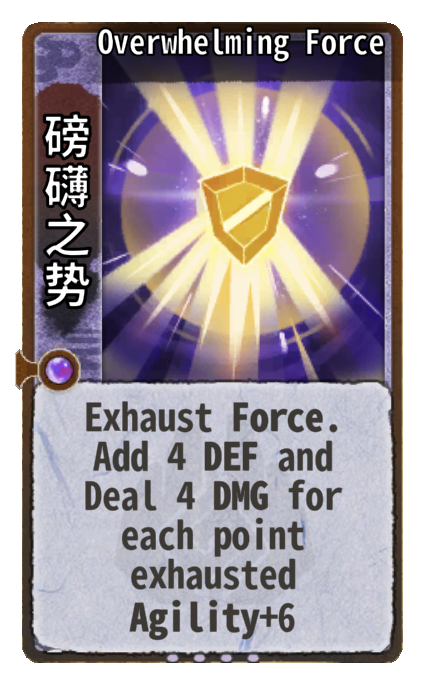 Overwhelming Force
磅礴之势
Exhaust Force.
Add 4 DEF and
Deal 4 DMG for
each point
exhausted
Agility+6